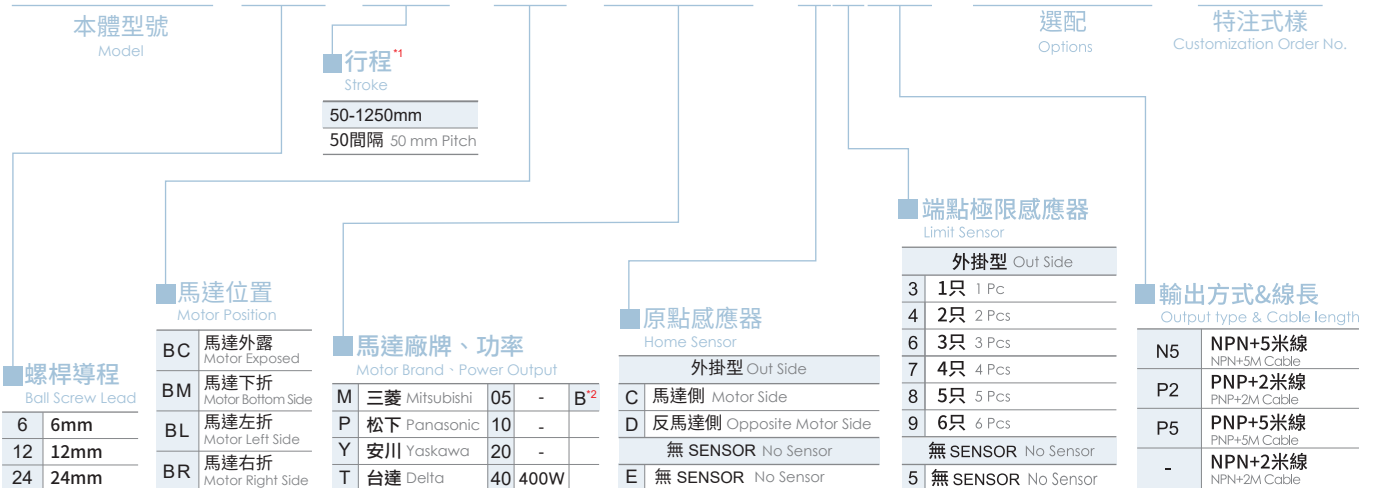 本體型號
Model
選配
Options
特注式樣
Customization Order No.
■行程*1
Stroke
50-1250mm
50間隔 50 mm Pitch
■端點極限感應器
Limit Sensor
外掛型 Out Side
3 1只 1 Pc
4 2只 2 Pcs
6 3只 3 Pcs
7 4只 4 Pcs
8 5只 5 Pcs
9 6只 6 Pcs
無 SENSOR No Sensor
5 無 SENSOR No Sensor
■輸出方式&線長
Output type & Cable length
N5 NPN+5米線
NPN+5M Cable
P2 PNP+2米線
PNP+2M Cable
P5 PNP+5米線
PNP+5M Cable
- NPN+2米線
NPN+2M Cable
■馬達位置
Motor Position
BC 馬達外露
Motor Exposed
BM 馬達下折
Motor Bottom Side
BL 馬達左折
Motor Left Side
BR 馬達右折
Motor Right Side
■原點感應器
Home Sensor
外掛型 Out Side
C 馬達側 Motor Side
D 反馬達側 Opposite Motor Side
無 SENSOR No Sensor
E 無 SENSOR No Sensor
■馬達廠牌、功率
Motor Brand、Power Output
M 三菱 Mitsubishi 05 - B*2
P 松下 Panasonic 10 -
Y 安川 Yaskawa 20 -
T 台達 Delta 40 400W
■螺桿導程
Ball Screw Lead
6 6mm
12 12mm
24 24mm